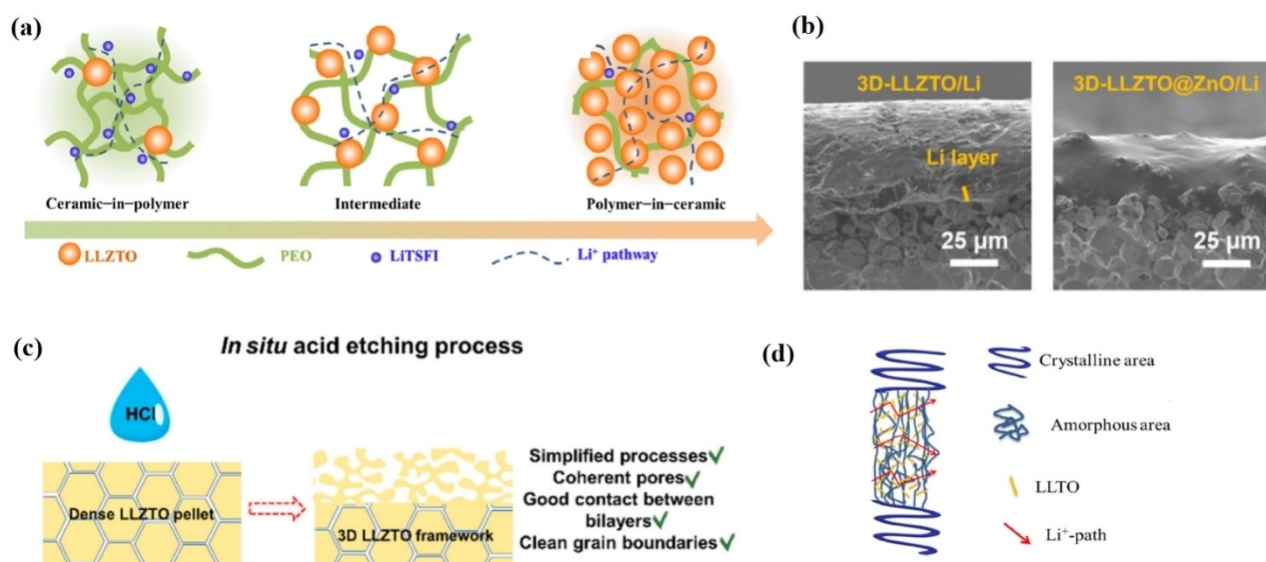 (a)
Ceramic-in-polymer
Intermediate
Polymer-in-ceramic
LLZTO
PEO
LiTSFI
Li⁺ pathway
(b)
3D-LLZTO/Li
Li layer
25 μm
3D-LLZTO@ZnO/Li
25 μm
(c)
In situ acid etching process
HCl
Dense LLZTO pellet
3D LLZTO framework
Simplified processes✓
Coherent pores✓
Good contact between
bilayers✓
Clean grain boundaries✓
(d)
Crystalline area
Amorphous area
LLTO
Li⁺-path